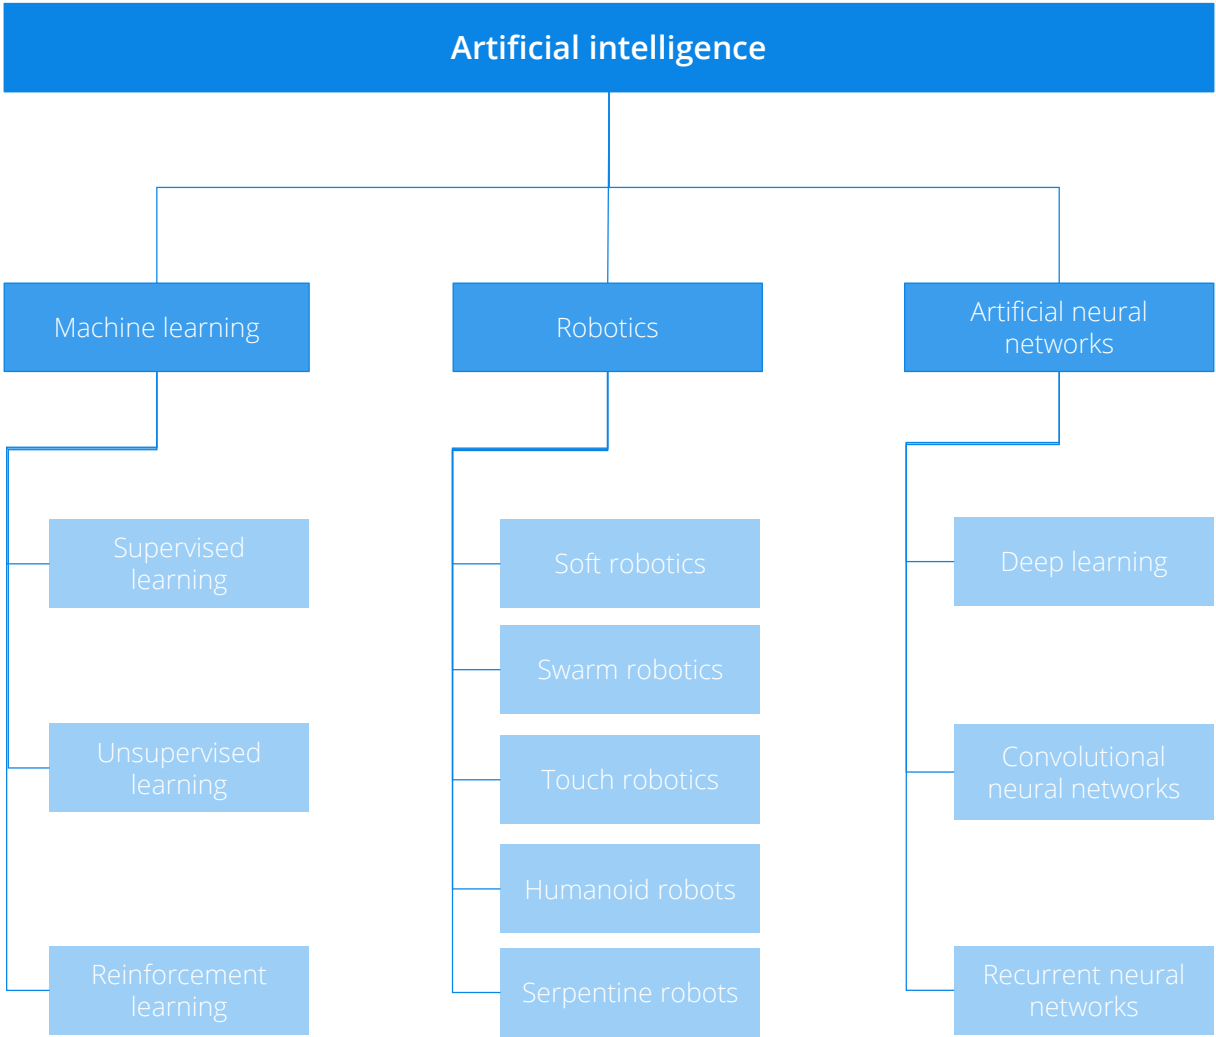 Artificial intelligence
Machine learning
Robotics
Artificial neural
networks
Supervised
learning
Unsupervised
learning
Reinforcement
learning
Soft robotics
Swarm robotics
Touch robotics
Humanoid robots
Serpentine robots
Deep learning
Convolutional
neural networks
Recurrent neural
networks